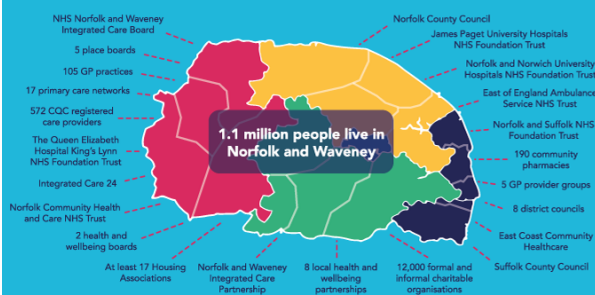 NHS Norfolk and Waveney
Integrated Care Board
5 place boards
105 GP practices
17 primary care networks
572 CQC registered
care providers
The Queen Elizabeth
Hospital King's Lynn
NHS Foundation Trust
Integrated Care 24
Norfolk Community Health
and Care NHS Trust
2 health and
wellbeing boards
At least 17 Housing
Associations
Norfolk and Waveney
Integrated Care
Partnership
8 local health and
wellbeing
partnerships
12,000 formal and
informal charitable
organisations
1.1 million people live in
Norfolk and Waveney
Norfolk County Council
James Paget University Hospitals
NHS Foundation Trust
Norfolk and Norwich University
Hospitals NHS Foundation Trust
East of England Ambulance
Service NHS Trust
Norfolk and Suffolk NHS
Foundation Trust
190 community
pharmacies
5 GP provider groups
8 district councils
East Coast Community
Healthcare
Suffolk County Council